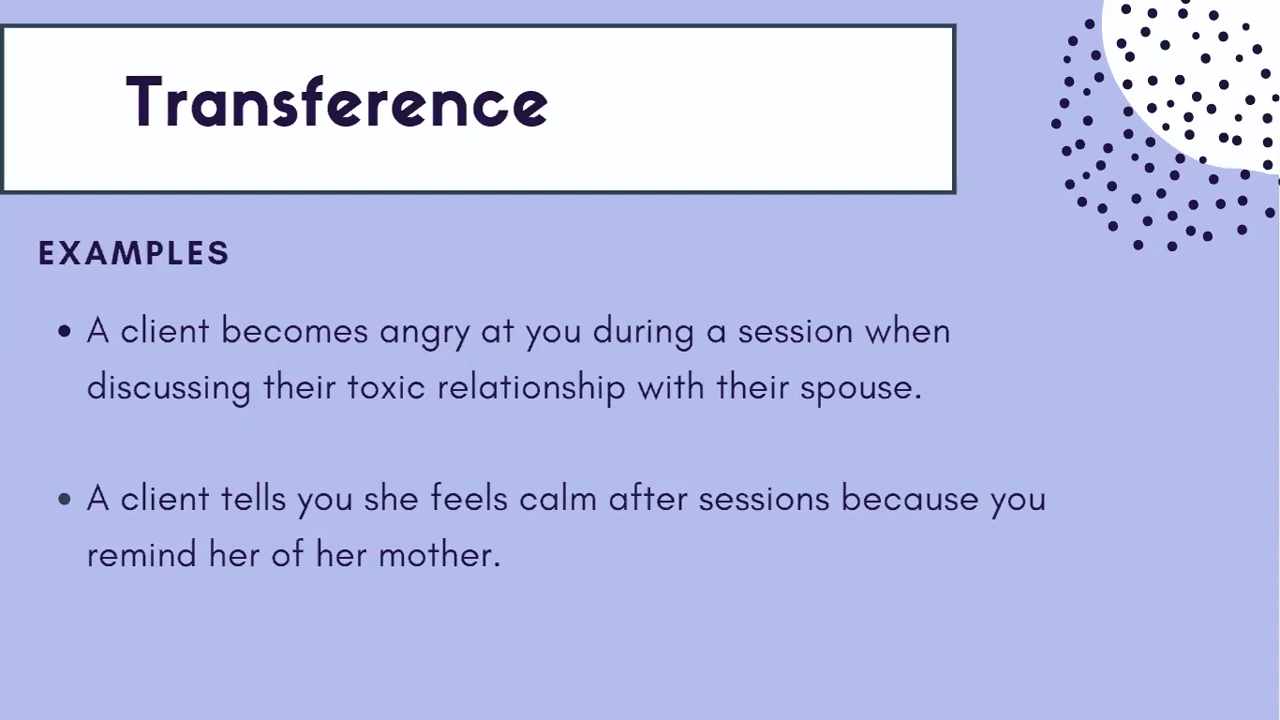 Transference
EXAMPLES
• A client becomes angry at you during a session when
discussing their toxic relationship with their spouse.
• A client tells you she feels calm after sessions because you
remind her of her mother.